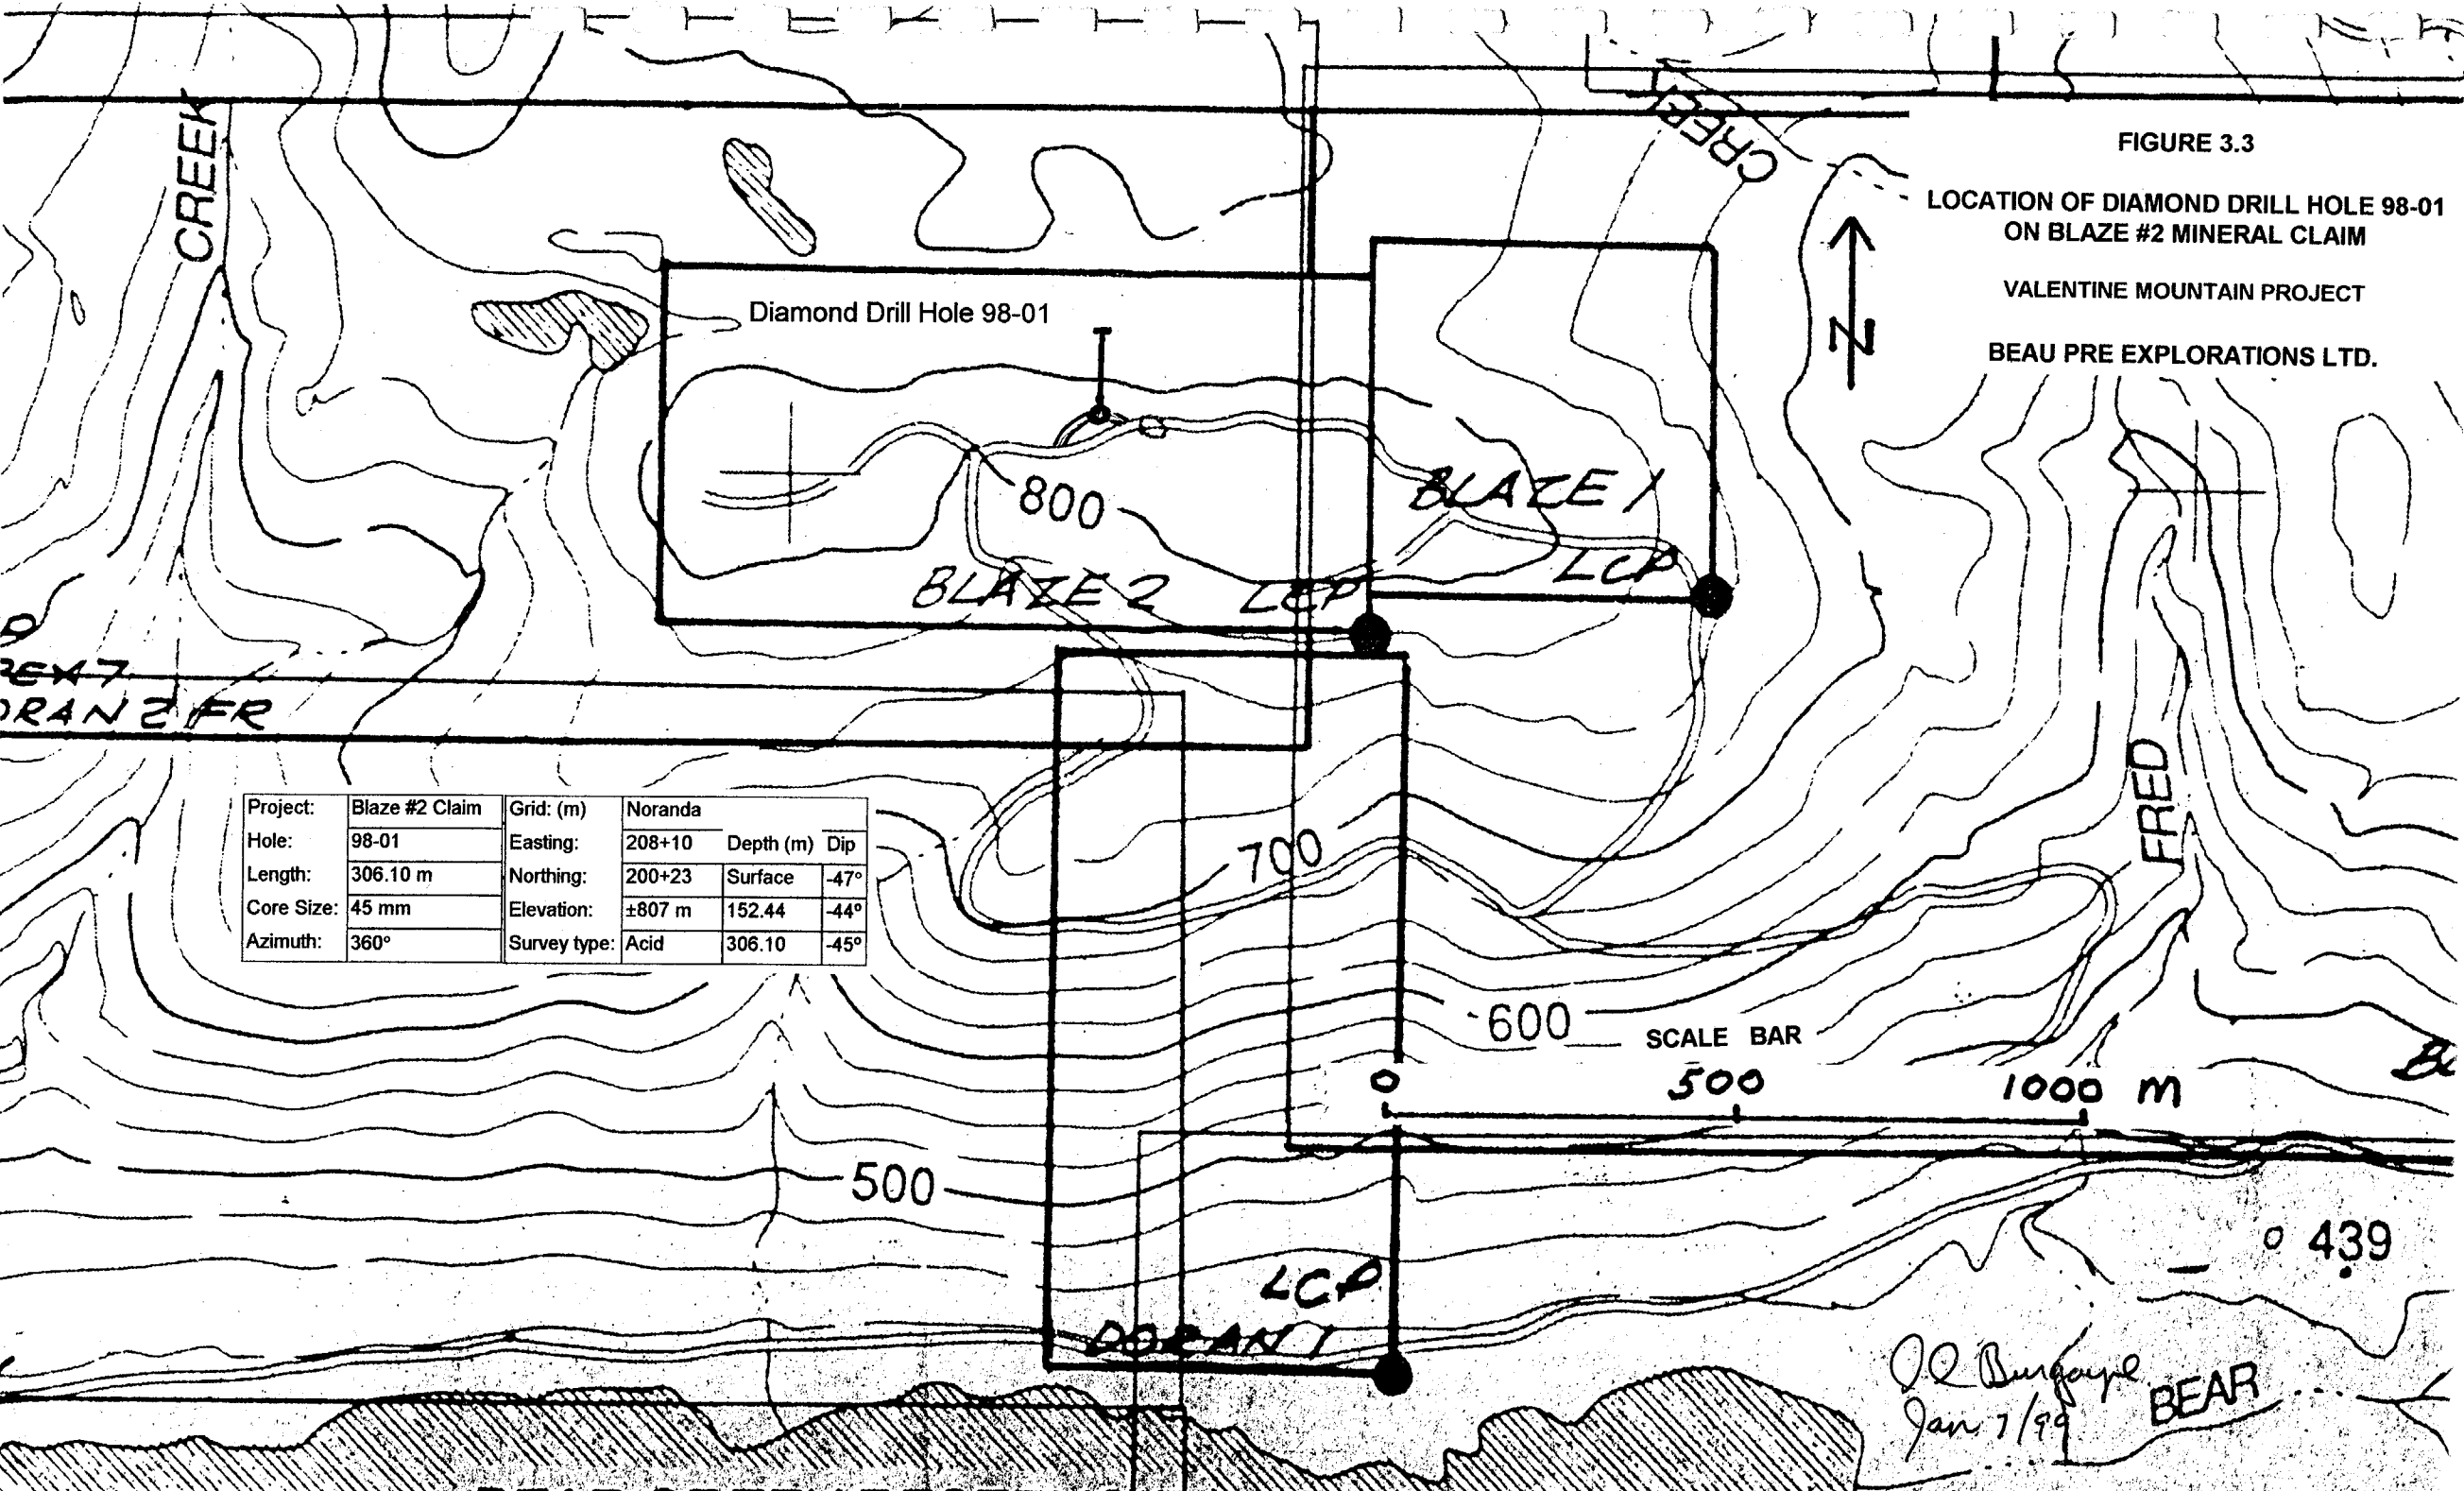 CREEK
CREEK
FIGURE 3.3
LOCATION OF DIAMOND DRILL HOLE 98-01
ON BLAZE #2 MINERAL CLAIM
VALENTINE MOUNTAIN PROJECT
BEAU PRE EXPLORATIONS LTD.
N
Diamond Drill Hole 98-01
800
BLAZE 1
LCP
BLAZE 2 LCP
2 FR
FRED
Project: Blaze #2 Claim Grid: (m) Noranda
Hole: 98-01 Easting: 208+10 Depth (m) Dip
Length: 306.10 m Northing: 200+23 Surface -47°
Core Size: 45 mm Elevation: ±807 m 152.44 -44°
Azimuth: 360° Survey type: Acid 306.10 -45°
700
600
SCALE BAR
0 500 1000 m
500
439
LCP
DORAN 1
Jan 7/99
BEAR